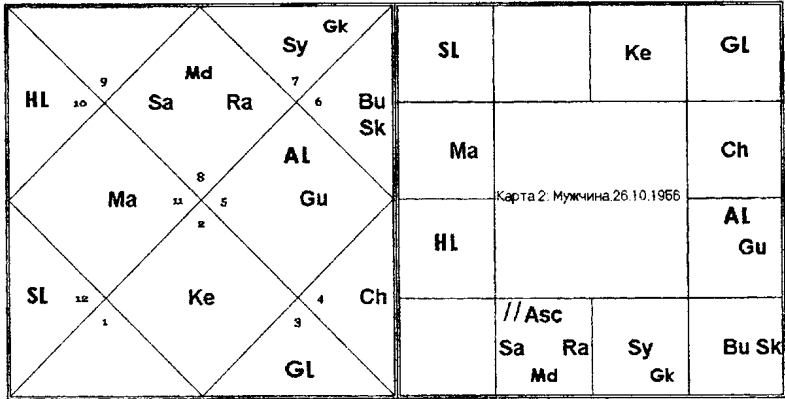 Gk
Sy
Md
9
7
HL
10
Sa
Ra
6
Bu
Sk
AL
8
Ma
11
5
Gu
2
SL
12
Ke
4
Ch
1
3
GL
SL
Ke
GL
Ma
Ch
Карта 2: Мужчина,26.10.1956
HL
AL
Gu
//Asc
Sa Ra
Sy
Bu Sk
Md
Gk